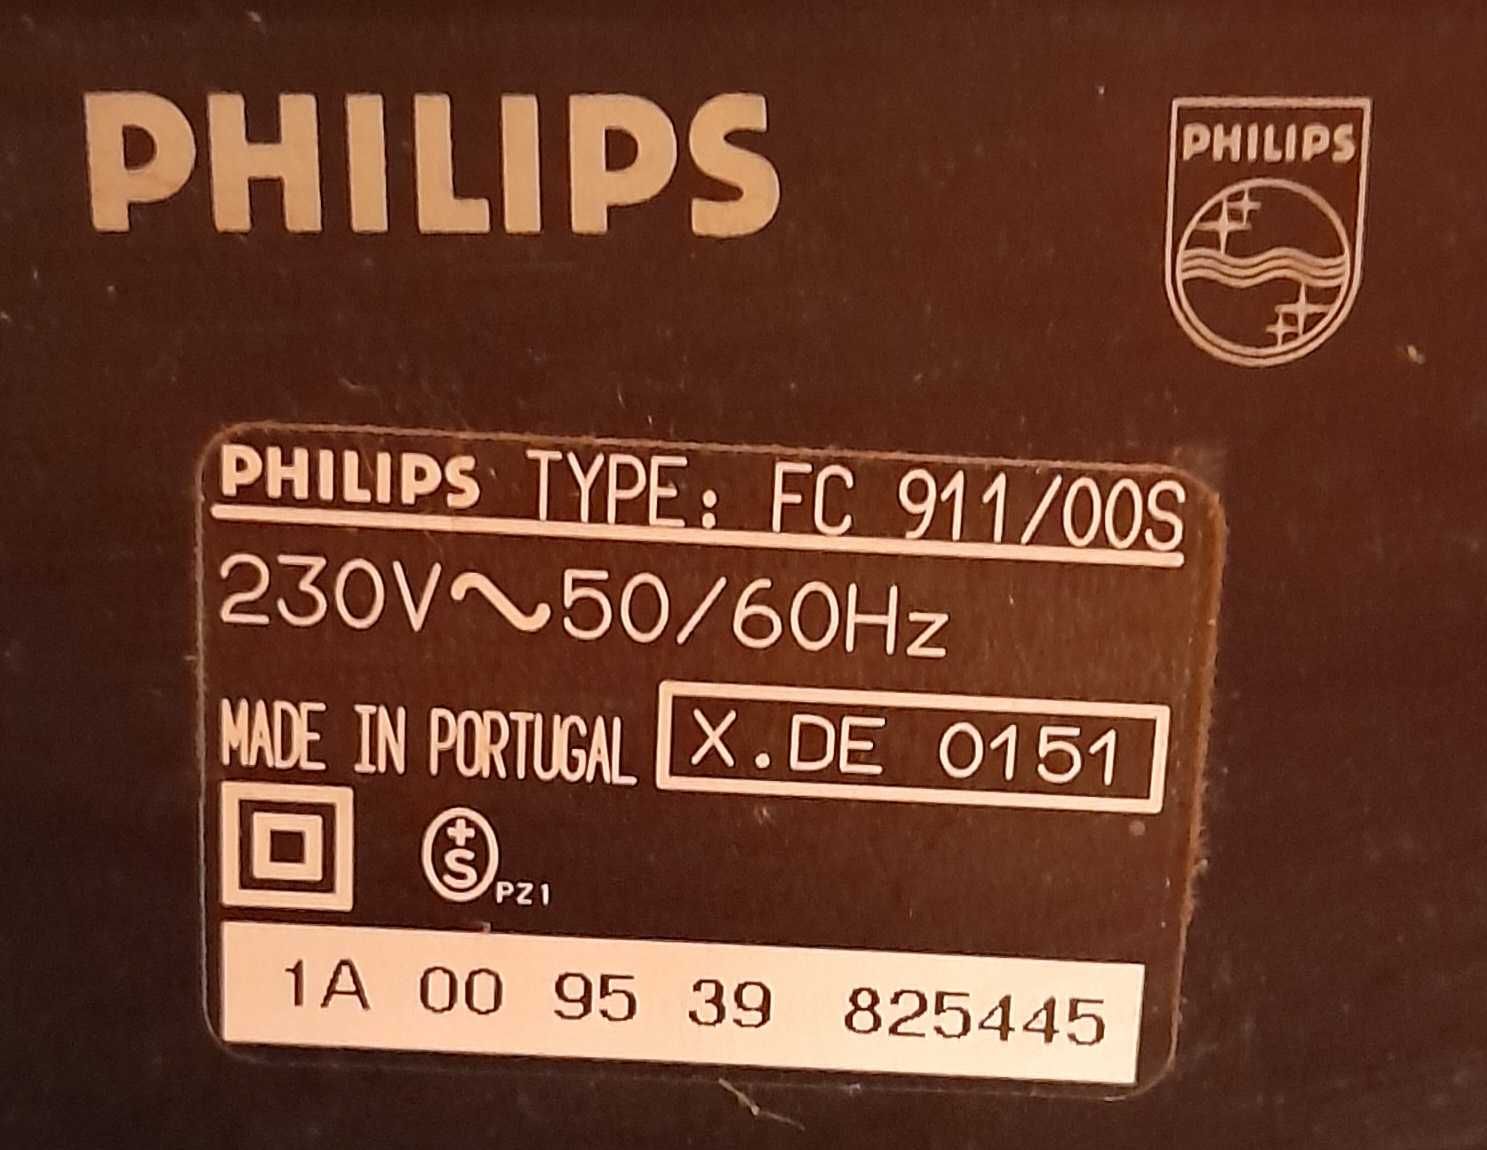 PHILIPS
PHILIPS
PHILIPS TYPE: FC 911/00S
230V~50/60Hz
MADE IN PORTUGAL X.DE 0151
+S PZ1
1A 00 95 39 825445